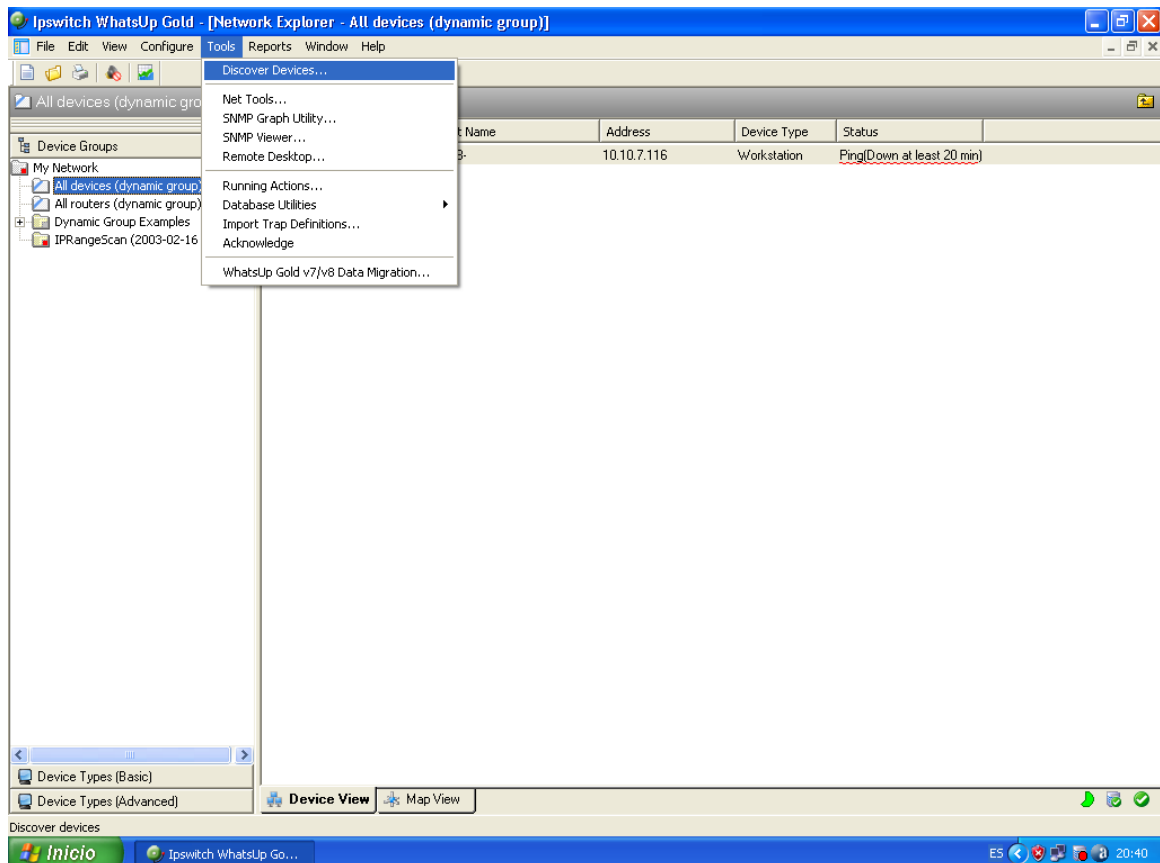 Ipswitch WhatsUp Gold - [Network Explorer - All devices (dynamic group)]
File Edit View Configure Tools Reports Window Help
Discover Devices...
Net Tools...
SNMP Graph Utility...
SNMP Viewer...
Remote Desktop...
Running Actions...
Database Utilities
Import Trap Definitions...
Acknowledge
WhatsUp Gold v7/v8 Data Migration...
All devices (dynamic gro
Device Groups
My Network
All devices (dynamic group)
All routers (dynamic group)
Dynamic Group Examples
IPRangeScan (2003-02-16
t Name Address Device Type Status
10.10.7.116 Workstation Ping(Down at least 20 min)
Device Types (Basic)
Device Types (Advanced)
Device View Map View
Discover devices
Inicio Ipswitch WhatsUp Go... ES 20:40